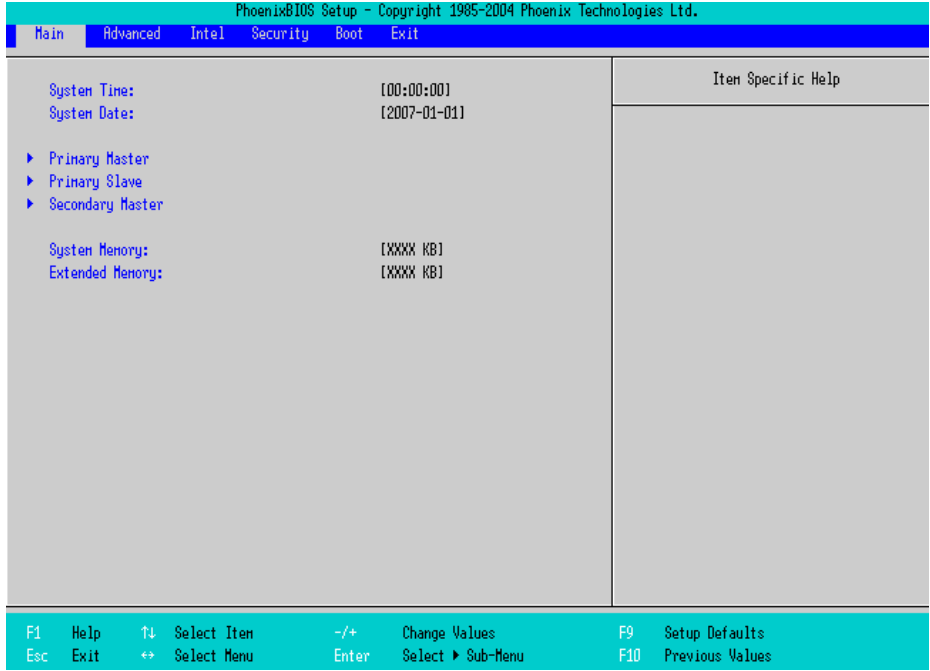 PhoenixBIOS Setup - Copyright 1985-2004 Phoenix Technologies Ltd.
Main Advanced Intel Security Boot Exit
Item Specific Help
System Time: [00:00:00]
System Date: [2007-01-01]
Primary Master
Primary Slave
Secondary Master
System Memory: [XXXX KB]
Extended Memory: [XXXX KB]
F1 Help ↑↓ Select Item -/+ Change Values F9 Setup Defaults
Esc Exit ↔ Select Menu Enter Select ▶ Sub-Menu F10 Previous Values